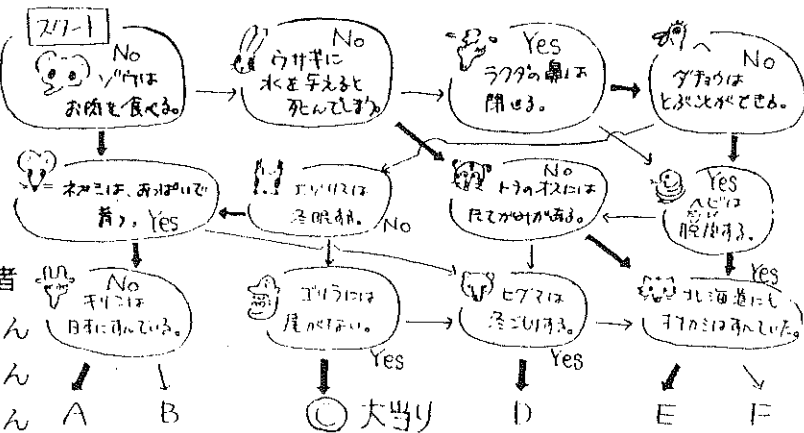 スタート
No
ゾウは
お肉を食べる。
No
ウサギに
水を与えると
死んでしまう。
Yes
ラクダの鼻は
閉せる。
No
ダチョウは
とぶことができる。
ネズミは、おっぱいで
育つ。Yes
エゾリスは
冬眠する。
No
No
トラのオスには
たてがみがある。
Yes
ヘビは
脱皮する。
No
キリンは
日本にすんでいる。
ゴリラには
尾がない。
Yes
ヒグマは
冬ごもりする。
Yes
Yes
北海道にも
オオカミはすんでいた。
者
ん
ん
ん
A
B
C 大当り
D
E
F